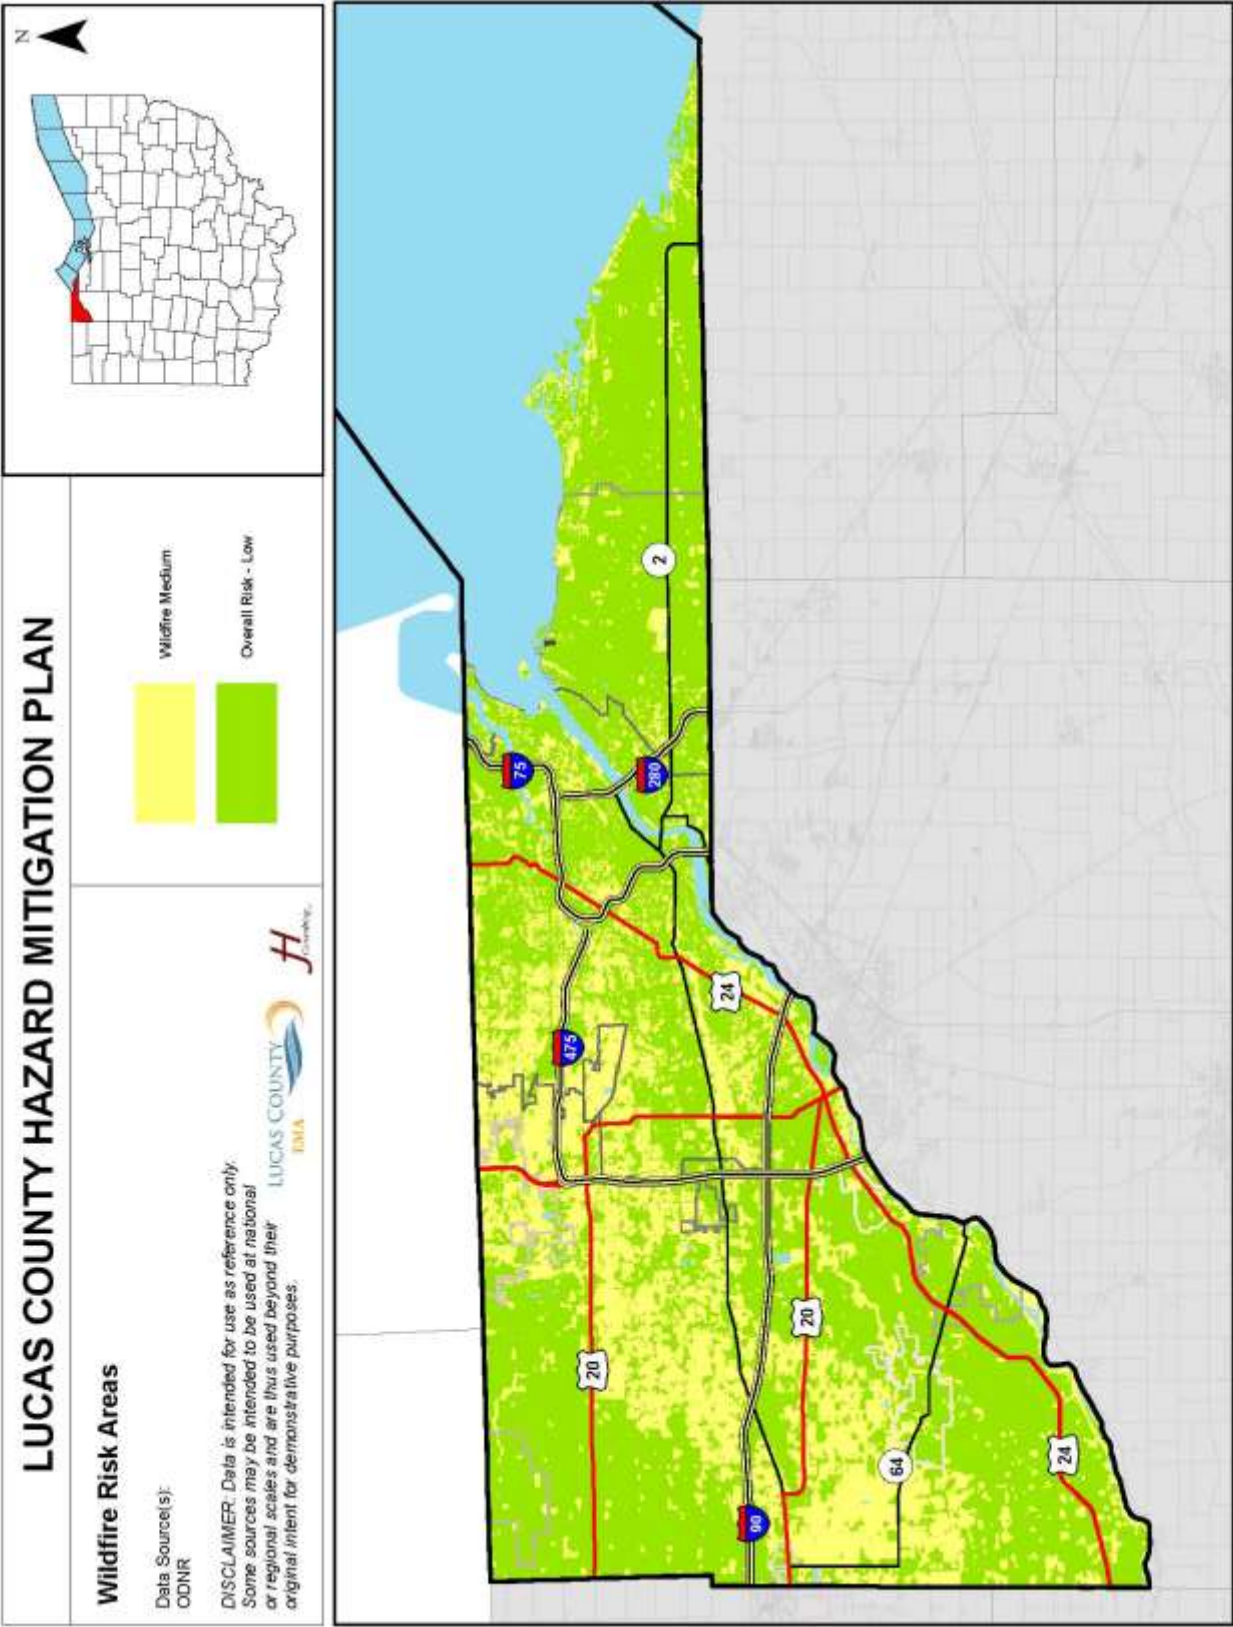 LUCAS COUNTY HAZARD MITIGATION PLAN
Wildfire Risk Areas
Data Source(s):
ODNR
DISCLAIMER: Data is intended for use as reference only.
Some sources may be intended to be used at national
or regional scales and are thus used beyond their
original intent for demonstrative purposes.
LUCAS COUNTY
EMA
JH
Wildfire Medium
Overall Risk - Low
N
75
280
2
475
24
20
20
90
64
24